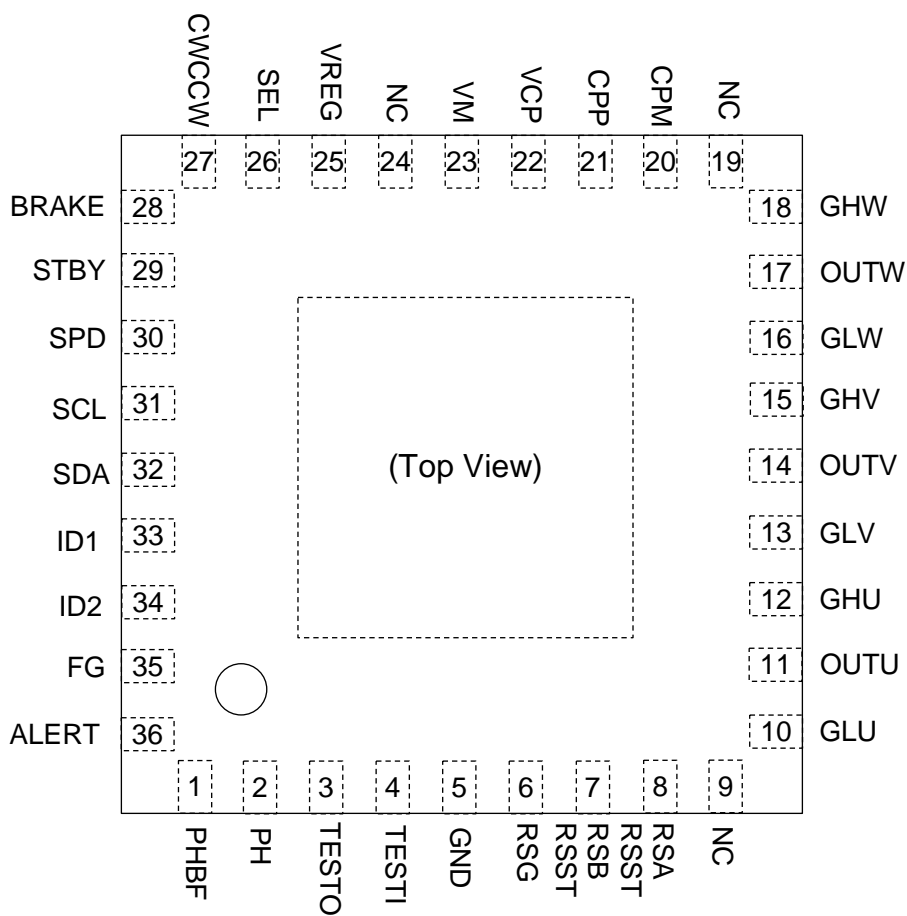 CWCCW
SEL
VREG
NC
VM
VCP
CPP
CPM
NC
27 26 25 24 23 22 21 20 19
BRAKE 28
STBY 29
SPD 30
SCL 31
SDA 32
ID1 33
ID2 34
FG 35
ALERT 36
(Top View)
18 GHW
17 OUTW
16 GLW
15 GHV
14 OUTV
13 GLV
12 GHU
11 OUTU
10 GLU
1 2 3 4 5 6 7 8 9
PHBF
PH
TESTO
TESTI
GND
RSG
RSST
RSB
RSST
RSA
NC